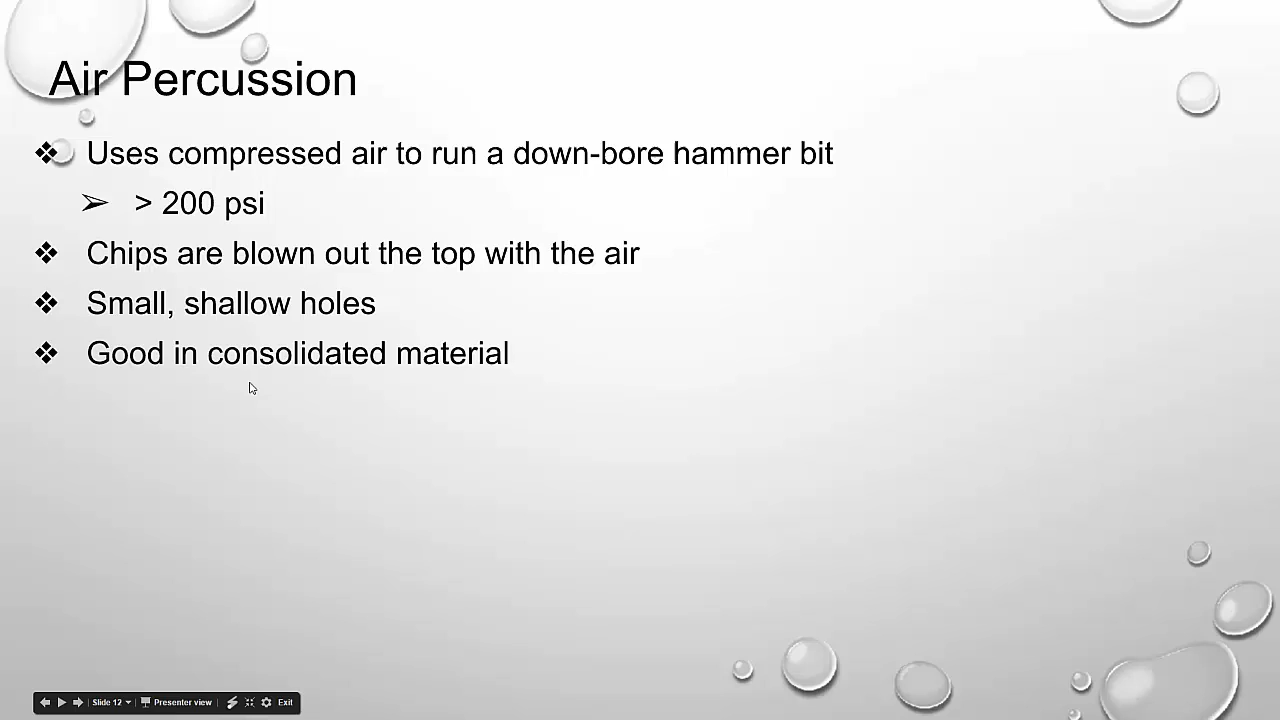 Air Percussion
❖ Uses compressed air to run a down-bore hammer bit
➢ > 200 psi
❖ Chips are blown out the top with the air
❖ Small, shallow holes
❖ Good in consolidated material
Slide 12 Presenter view Exit